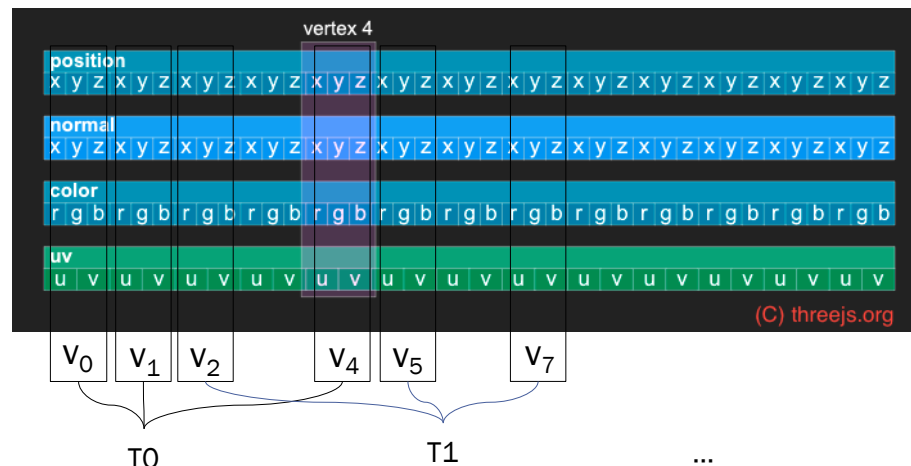 vertex 4
position
x y z x y z x y z x y z x y z x y z x y z x y z x y z x y z x y z x y z x y z
normal
x y z x y z x y z x y z x y z x y z x y z x y z x y z x y z x y z x y z x y z
color
r g b r g b r g b r g b r g b r g b r g b r g b r g b r g b r g b r g b r g b
uv
u v u v u v u v u v u v u v u v u v u v u v u v u v
(C) threejs.org
V0 V1 V2 V4 V5 V7
T0 T1 ...